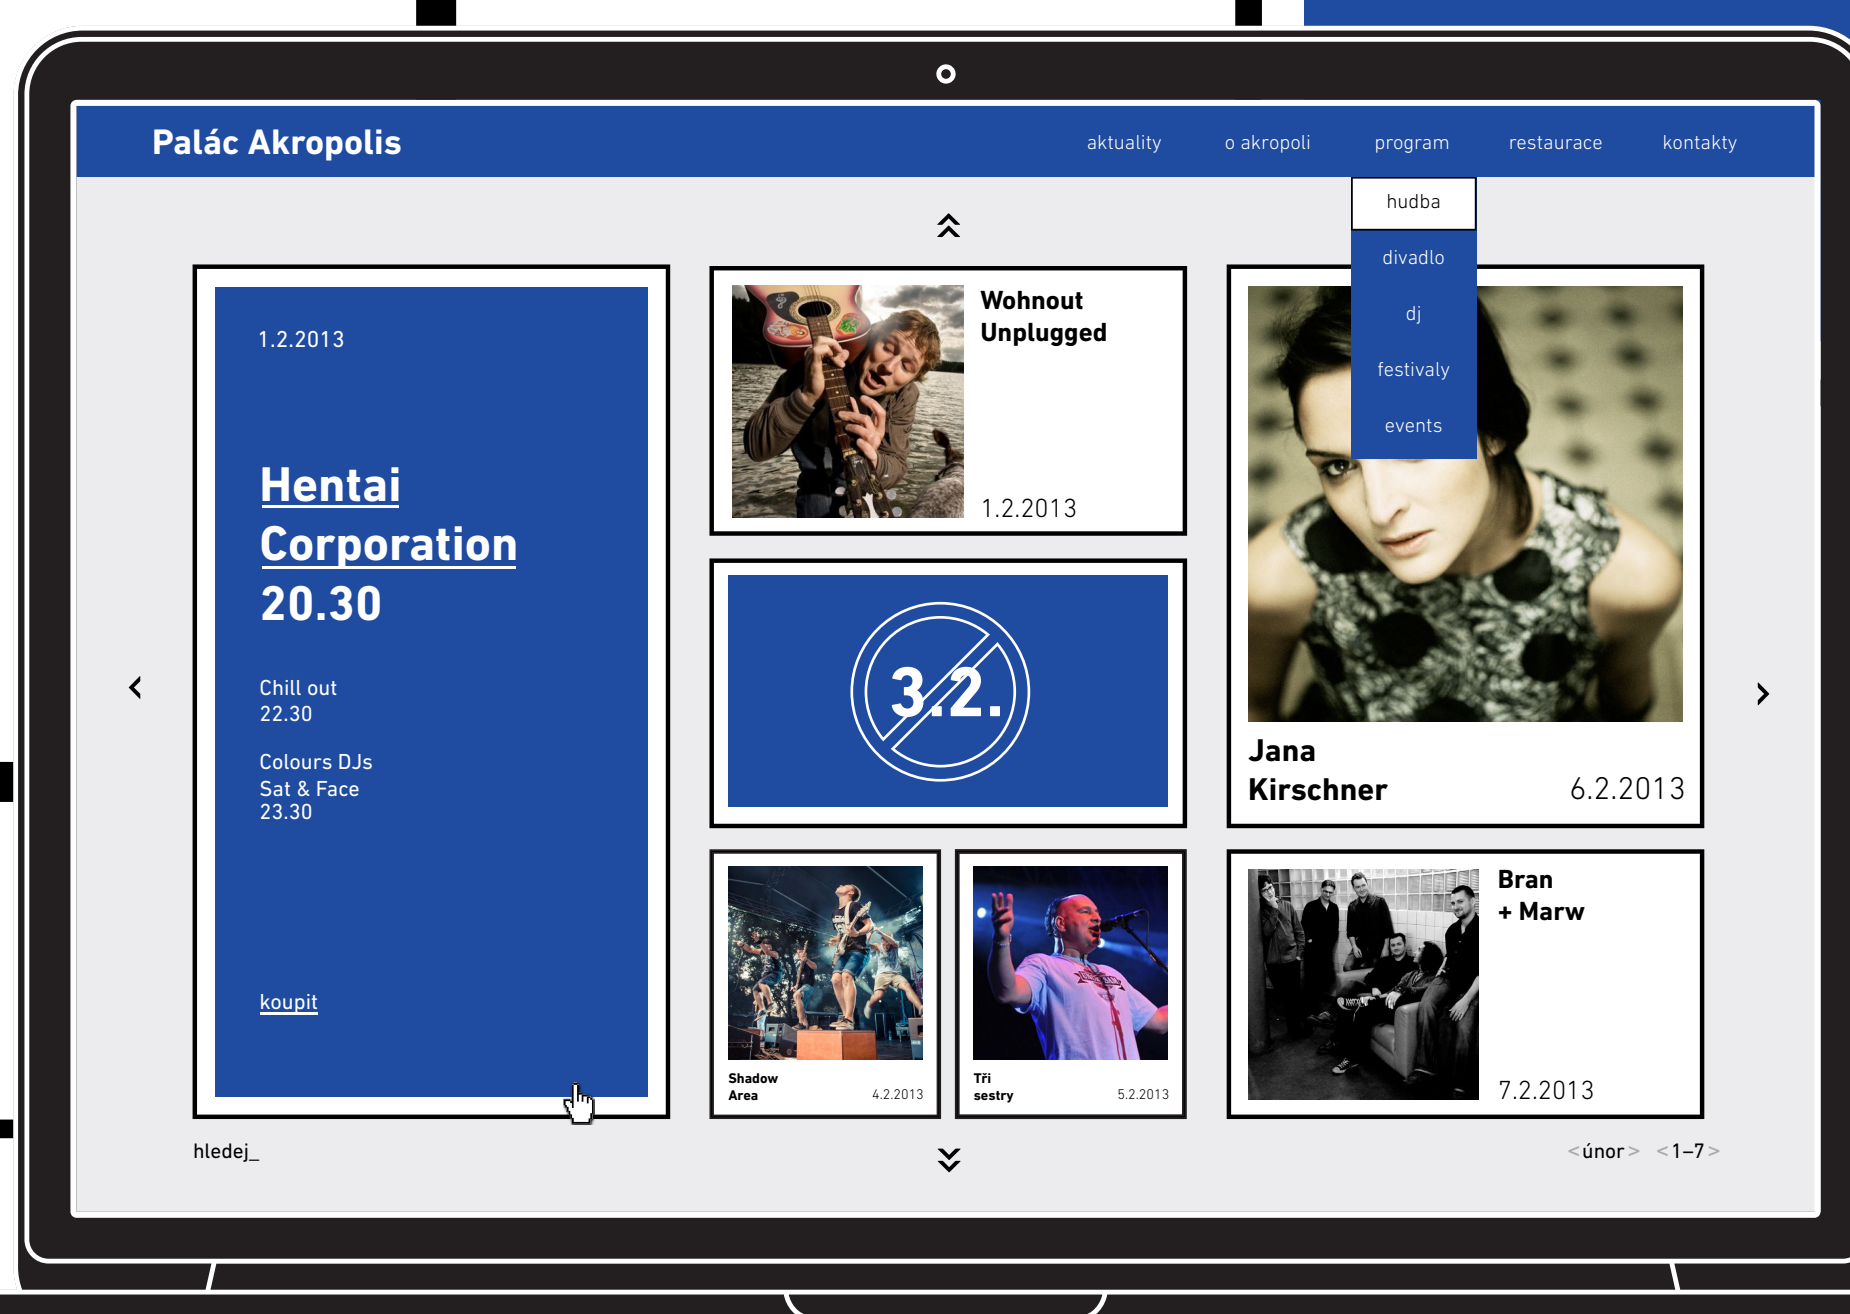 Palác Akropolis
aktuality
o akropoli
program
restaurace
kontakty
hudba
divadlo
dj
festivaly
events
1.2.2013
Hentai
Corporation
20.30
Chill out
22.30
Colours DJs
Sat & Face
23.30
koupit
Wohnout
Unplugged
1.2.2013
3.2.
Shadow
Area
4.2.2013
Tři
sestry
5.2.2013
Jana
Kirschner
6.2.2013
Bran
+ Marw
7.2.2013
hledej_
<únor> <1–7>